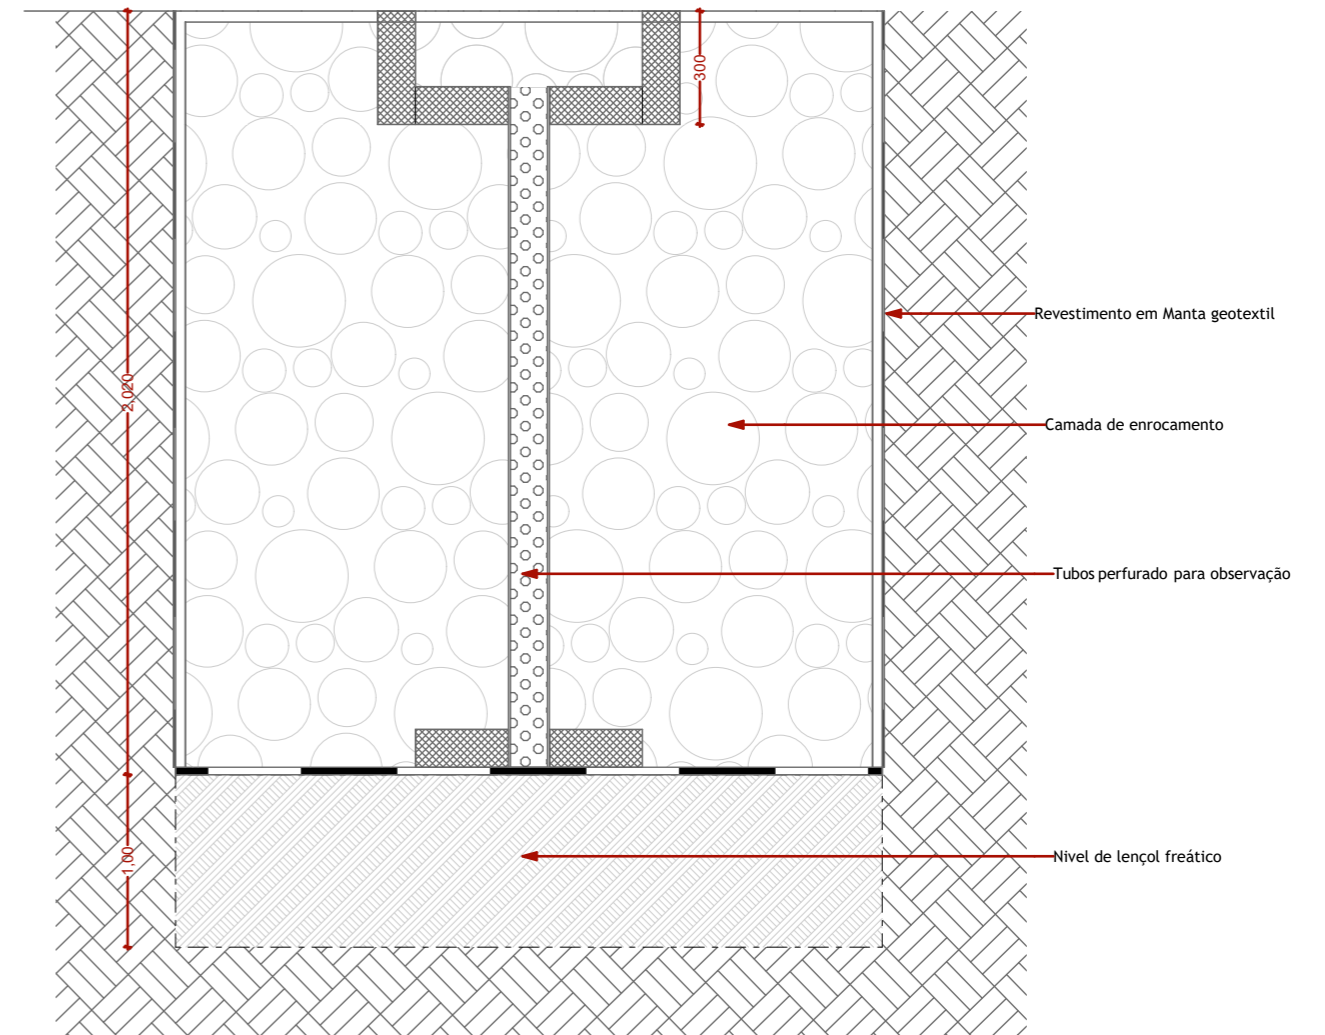 300
Revestimento em Manta geotextil
2,020
Camada de enrocamento
Tubos perfurado para observação
1,00
Nivel de lençol freático